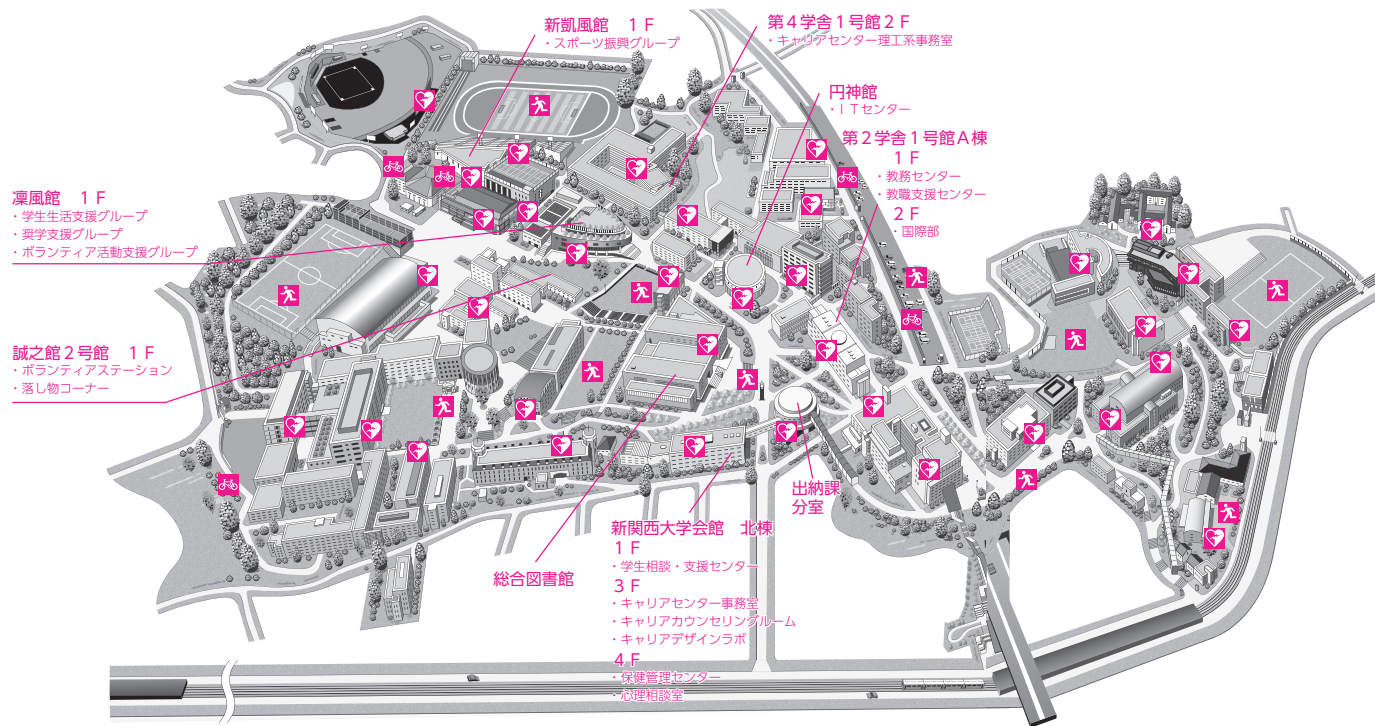 新凱風館　１Ｆ
・スポーツ振興グループ
第４学舎１号館２Ｆ
・キャリアセンター理工系事務室
円神館
・ＩＴセンター
第２学舎１号館Ａ棟
１Ｆ
・教務センター
・教職支援センター
２Ｆ
・国際部
凜風館　１Ｆ
・学生生活支援グループ
・奨学支援グループ
・ボランティア活動支援グループ
誠之館２号館　１Ｆ
・ボランティアステーション
・落し物コーナー
出納課
分室
総合図書館
新関西大学会館　北棟
１Ｆ
・学生相談・支援センター
３Ｆ
・キャリアセンター事務室
・キャリアカウンセリングルーム
・キャリアデザインラボ
４Ｆ
・保健管理センター
・心理相談室